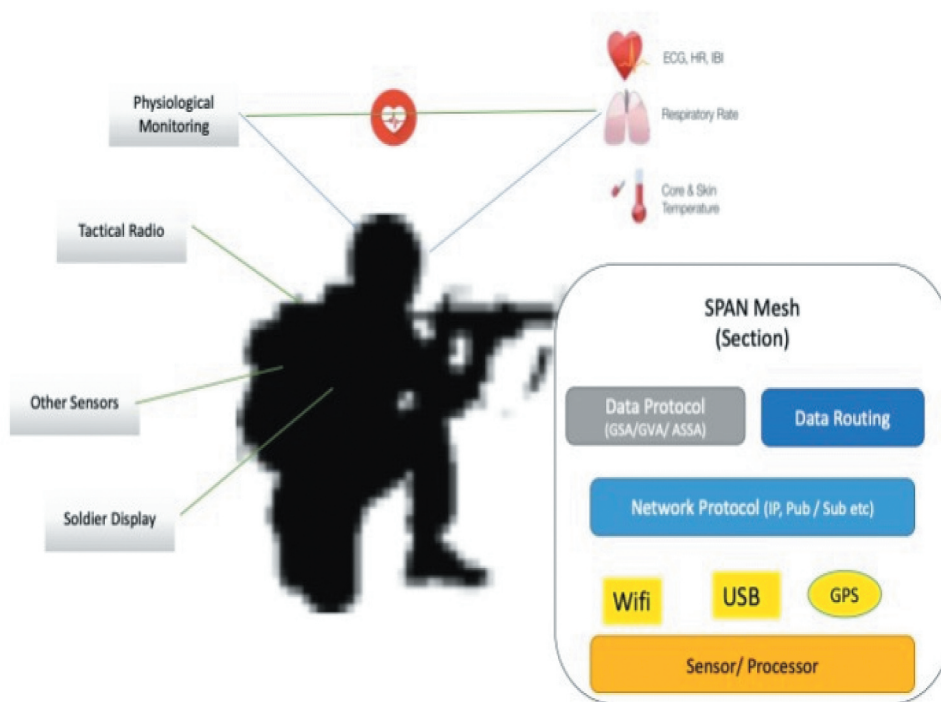 ECG, HR, IBI
Physiological
Monitoring
Respiratory Rate
Core & Skin
Temperature
Tactical Radio
Other Sensors
Soldier Display
SPAN Mesh
(Section)
Data Protocol
(GSA/GVA/ ASSA)
Data Routing
Network Protocol (IP, Pub / Sub etc)
Wifi
USB
GPS
Sensor/ Processor